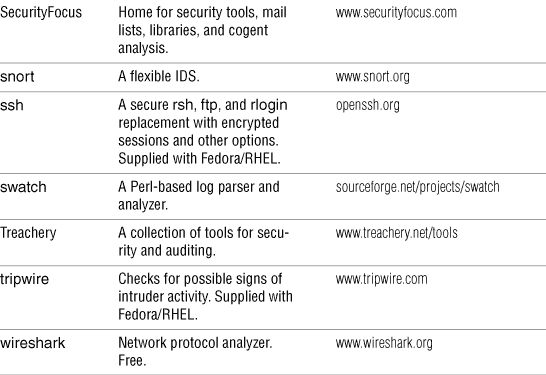 SecurityFocus Home for security tools, mail www.securityfocus.com
lists, libraries, and cogent
analysis.
snort A flexible IDS. www.snort.org
ssh A secure rsh, ftp, and rlogin openssh.org
replacement with encrypted
sessions and other options.
Supplied with Fedora/RHEL.
swatch A Perl-based log parser and sourceforge.net/projects/swatch
analyzer.
Treachery A collection of tools for secu- www.treachery.net/tools
rity and auditing.
tripwire Checks for possible signs of www.tripwire.com
intruder activity. Supplied with
Fedora/RHEL.
wireshark Network protocol analyzer. www.wireshark.org
Free.